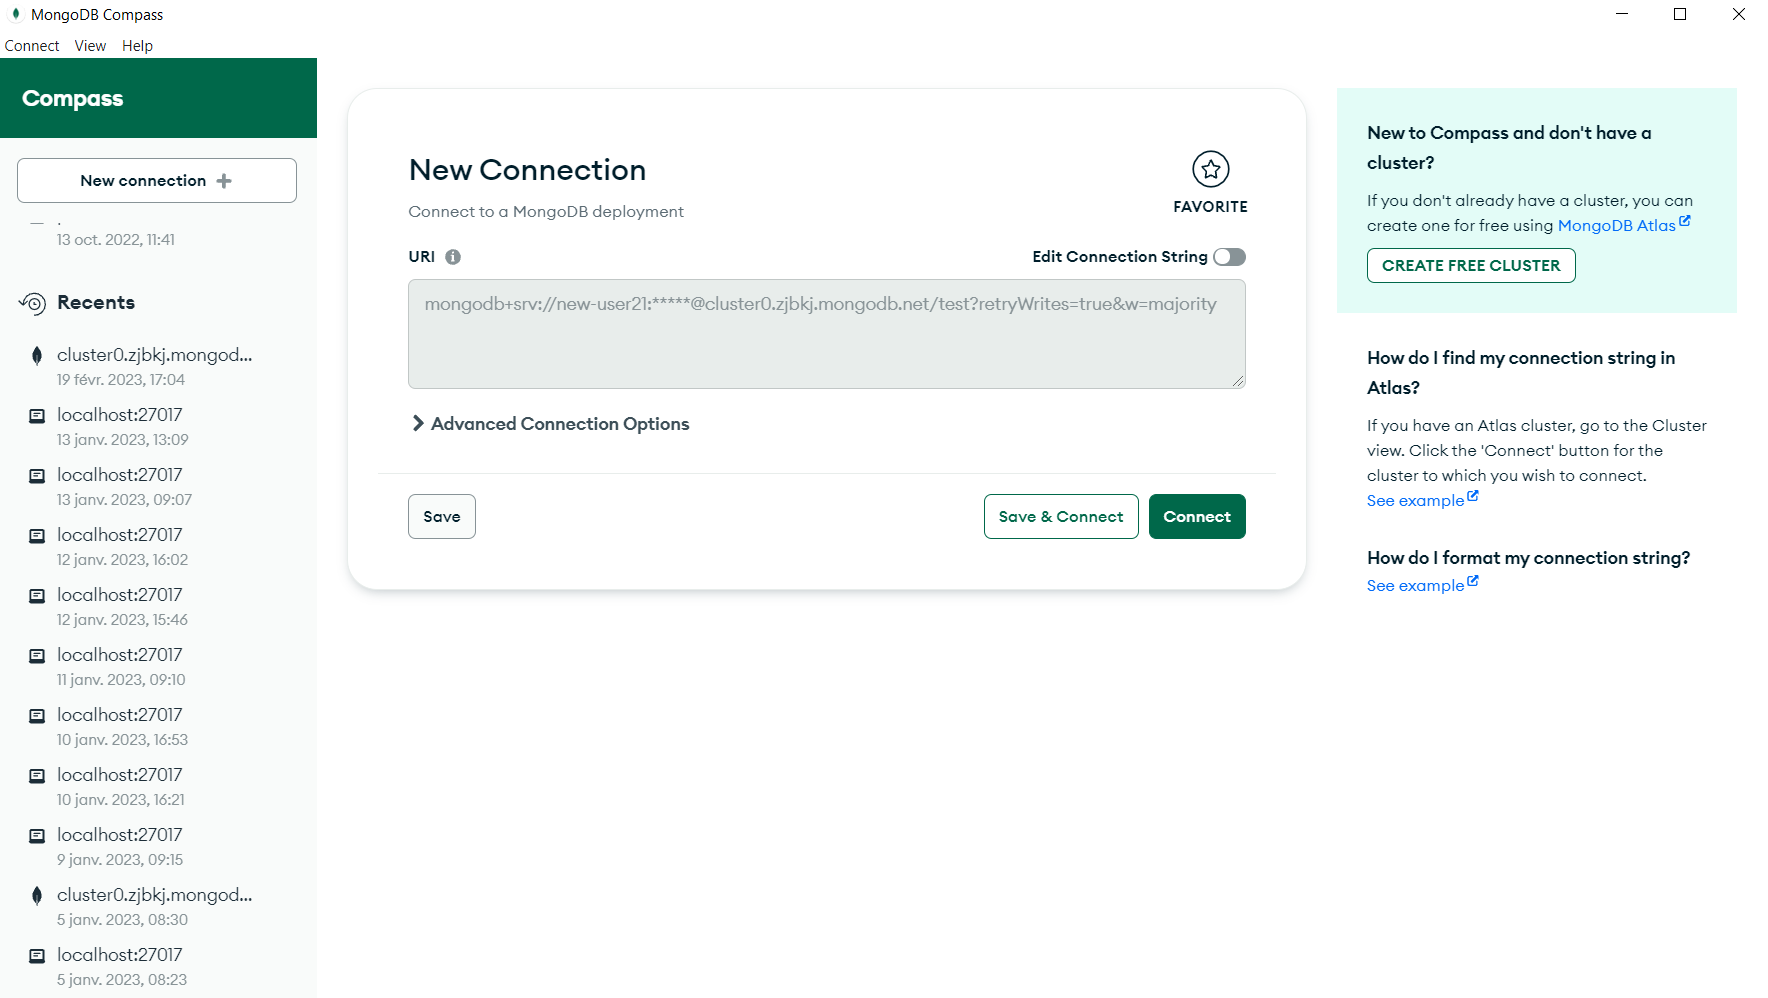 MongoDB Compass
Connect View Help
Compass
New connection
13 oct. 2022, 11:41
Recents
cluster0.zjbkj.mongod...
19 févr. 2023, 17:04
localhost:27017
13 janv. 2023, 13:09
localhost:27017
13 janv. 2023, 09:07
localhost:27017
12 janv. 2023, 16:02
localhost:27017
12 janv. 2023, 15:46
localhost:27017
11 janv. 2023, 09:10
localhost:27017
10 janv. 2023, 16:53
localhost:27017
10 janv. 2023, 16:21
localhost:27017
9 janv. 2023, 09:15
cluster0.zjbkj.mongod...
5 janv. 2023, 08:30
localhost:27017
5 janv. 2023, 08:23
New Connection
Connect to a MongoDB deployment
FAVORITE
URI
Edit Connection String
mongodb+srv://new-user21:*****@cluster0.zjbkj.mongodb.net/test?retryWrites=true&w=majority
Advanced Connection Options
Save
Save & Connect
Connect
New to Compass and don't have a
cluster?
If you don't already have a cluster, you can
create one for free using MongoDB Atlas
CREATE FREE CLUSTER
How do I find my connection string in
Atlas?
If you have an Atlas cluster, go to the Cluster
view. Click the 'Connect' button for the
cluster to which you wish to connect.
See example
How do I format my connection string?
See example